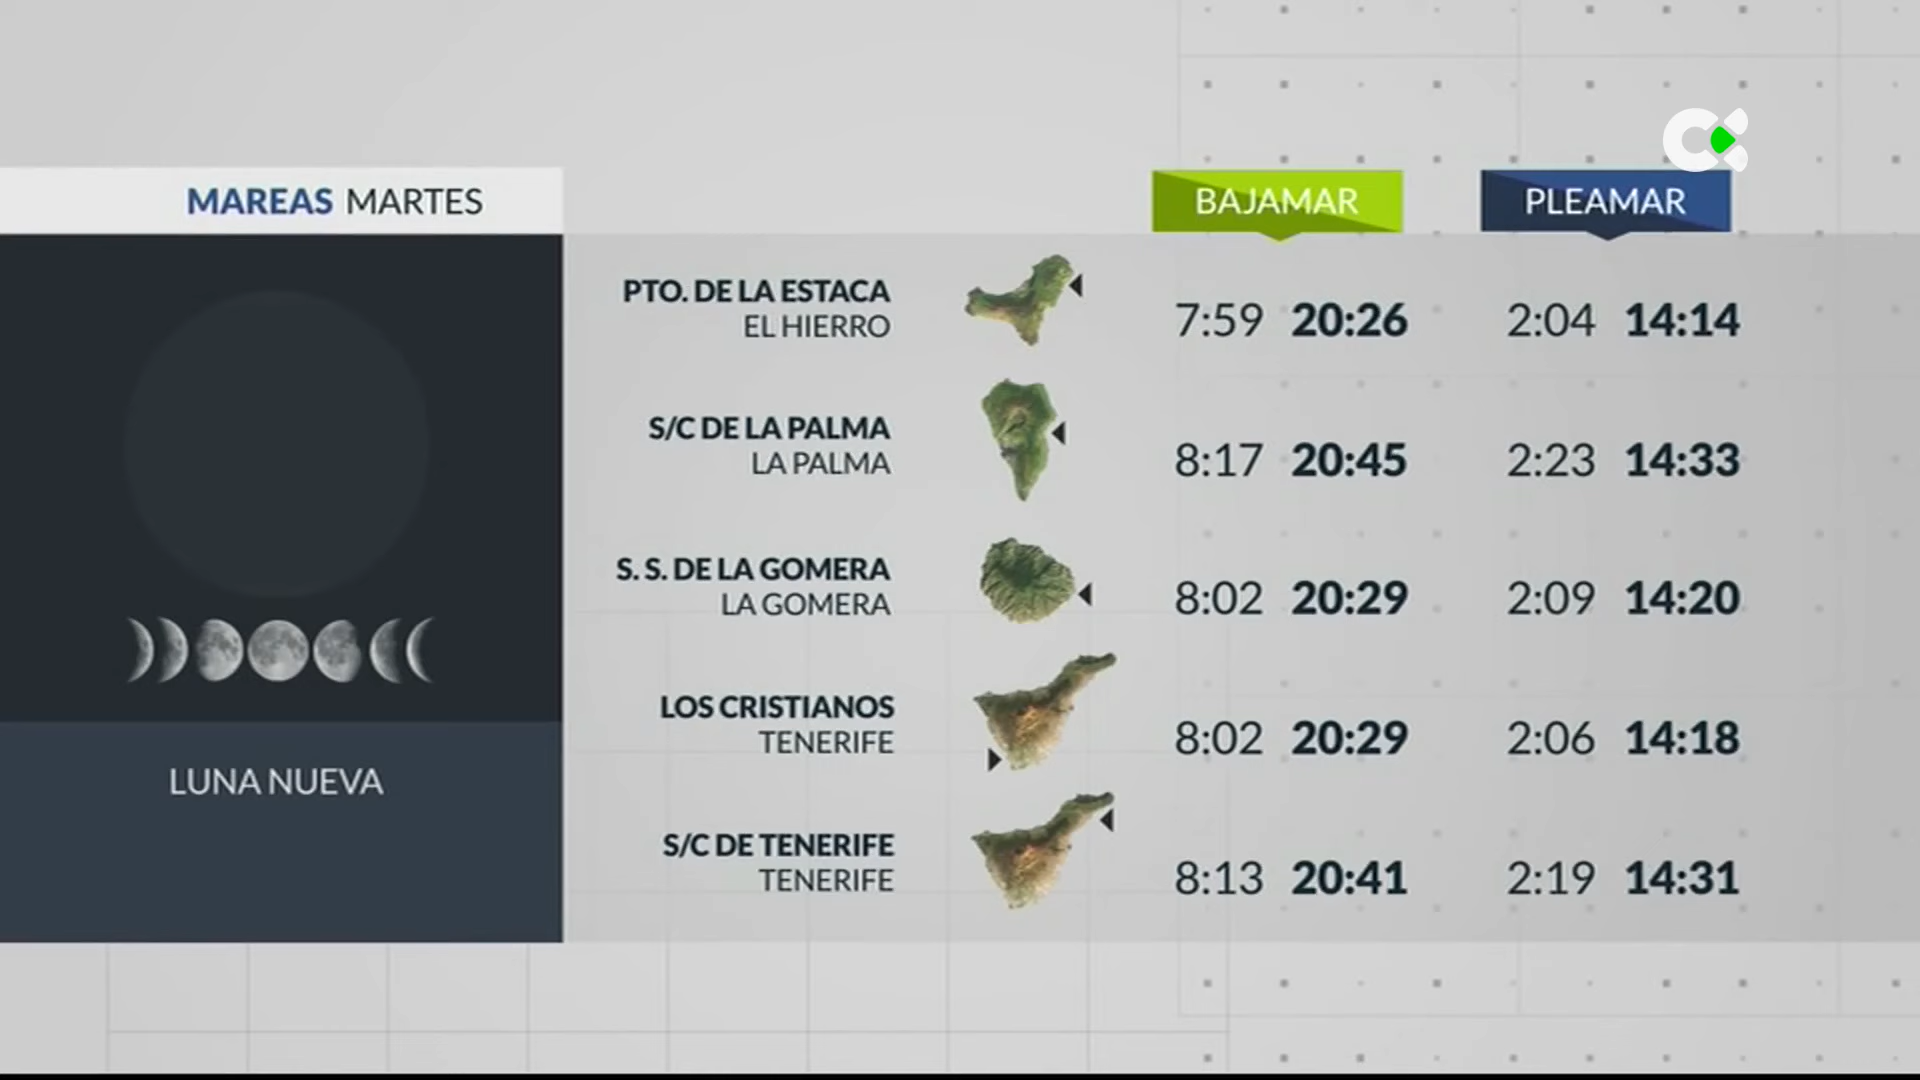 MAREAS MARTES
BAJAMAR
PLEAMAR
PTO. DE LA ESTACA
EL HIERRO
7:59 20:26 2:04 14:14
S/C DE LA PALMA
LA PALMA
8:17 20:45 2:23 14:33
S. S. DE LA GOMERA
LA GOMERA
8:02 20:29 2:09 14:20
LOS CRISTIANOS
TENERIFE
8:02 20:29 2:06 14:18
S/C DE TENERIFE
TENERIFE
8:13 20:41 2:19 14:31
LUNA NUEVA